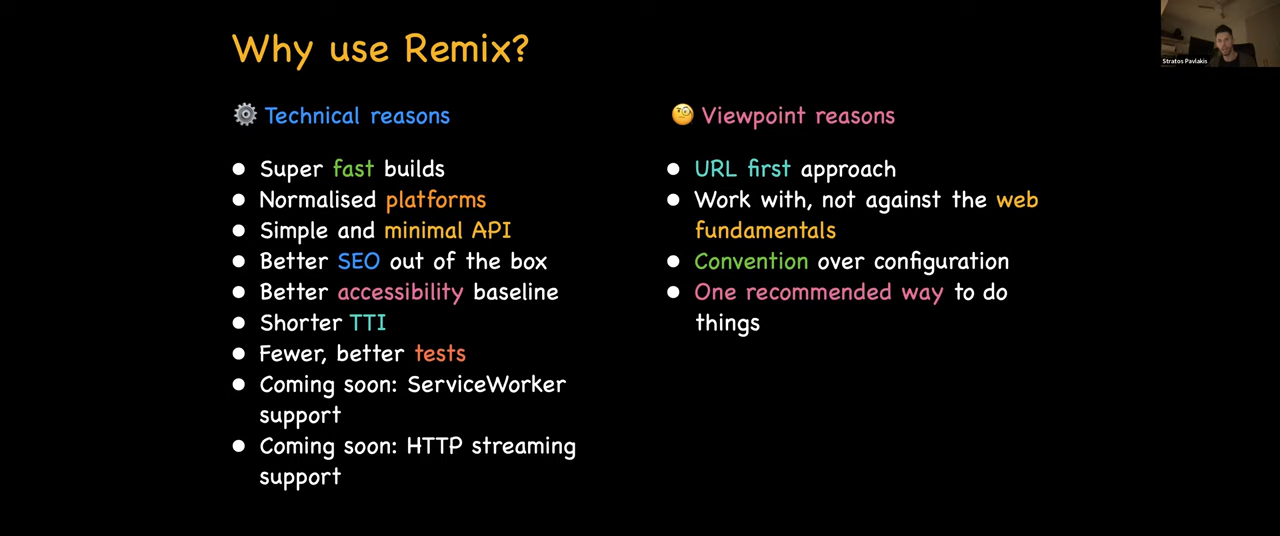 Why use Remix?
Stratos Pavlakis
Technical reasons
Super fast builds
Normalised platforms
Simple and minimal API
Better SEO out of the box
Better accessibility baseline
Shorter TTI
Fewer, better tests
Coming soon: ServiceWorker
support
Coming soon: HTTP streaming
support
Viewpoint reasons
URL first approach
Work with, not against the web
fundamentals
Convention over configuration
One recommended way to do
things